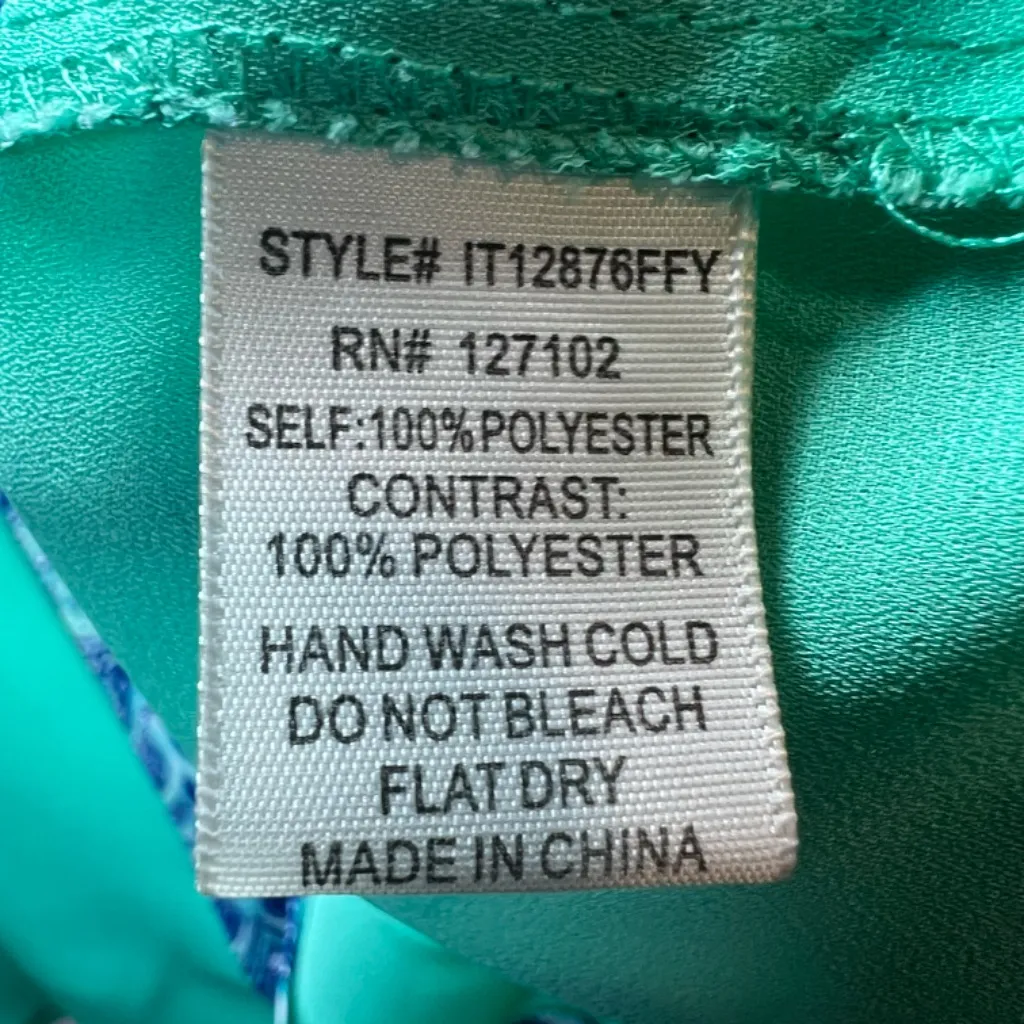 STYLE# IT12876FFY
RN# 127102
SELF:100% POLYESTER
CONTRAST:
100% POLYESTER
HAND WASH COLD
DO NOT BLEACH
FLAT DRY
MADE IN CHINA